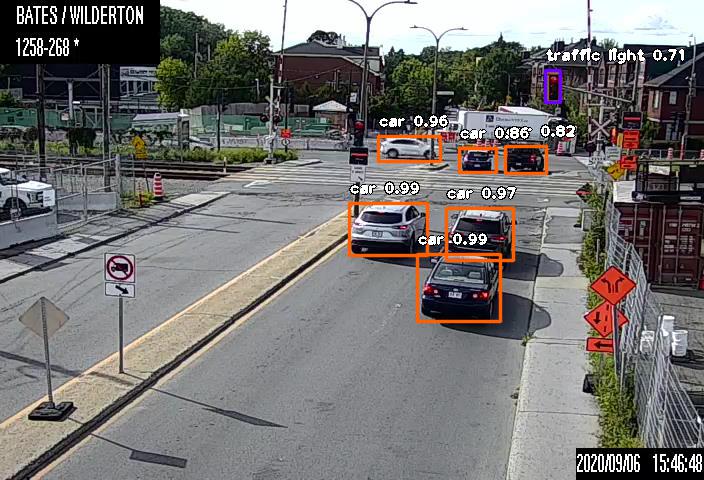 BATES / WILDERTON
1258-268 *
traffic light 0.71
car 0.96
car 0.86
0.82
car 0.99
car 0.97
car 0.99
2020/09/06 15:46:48